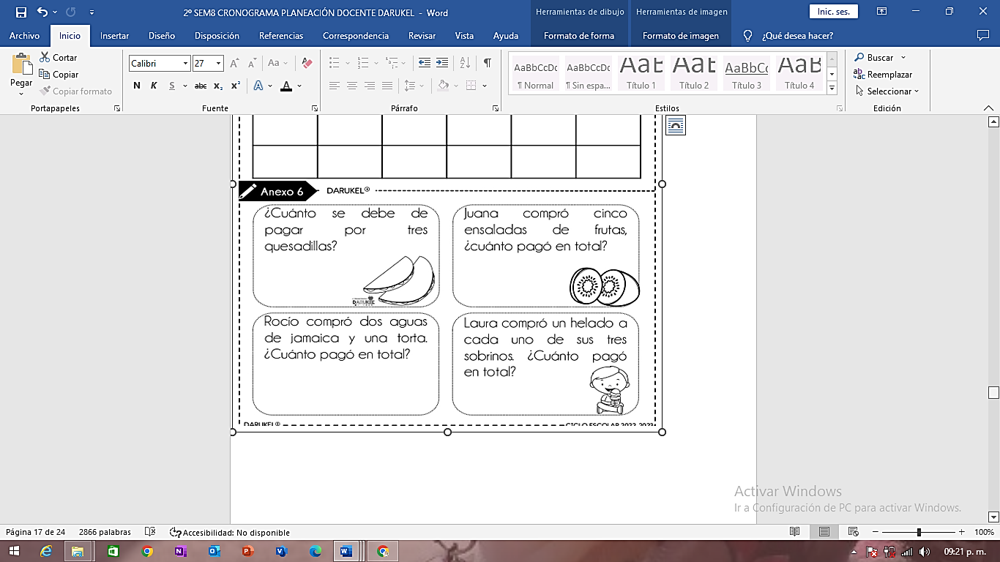 2º SEM8 CRONOGRAMA PLANEACIÓN DOCENTE DARUKEL - Word
Herramientas de dibujo
Herramientas de imagen
Inic. ses.
Archivo
Inicio
Insertar
Diseño
Disposición
Referencias
Correspondencia
Revisar
Vista
Ayuda
Formato de forma
Formato de imagen
¿Qué desea hacer?
Pegar
Cortar
Copiar
Copiar formato
Portapapeles
Calibri
27
N K S abc x₂ x²
Fuente
Párrafo
AaBbCcDc AaBbCcDc AaE AaE AaBbCc AaB
¶ Normal
¶ Sin espa...
Título 1
Título 2
Título 3
Título 4
Estilos
Buscar
Reemplazar
Seleccionar
Edición
Anexo 6
DARUKEL®
¿Cuánto se debe de
pagar por tres
quesadillas?
DARUKEL
Juana compró cinco
ensaladas de frutas,
¿cuánto pagó en total?
Rocío compró dos aguas
de jamaica y una torta.
¿Cuánto pagó en total?
Laura compró un helado a
cada uno de sus tres
sobrinos. ¿Cuánto pagó
en total?
DARUKEL®
CICLO ESCOLAR 2022-2023
Activar Windows
Ir a Configuración de PC para activar Windows.
Página 17 de 24
2866 palabras
Accesibilidad: No disponible
100%
09:21 p. m.